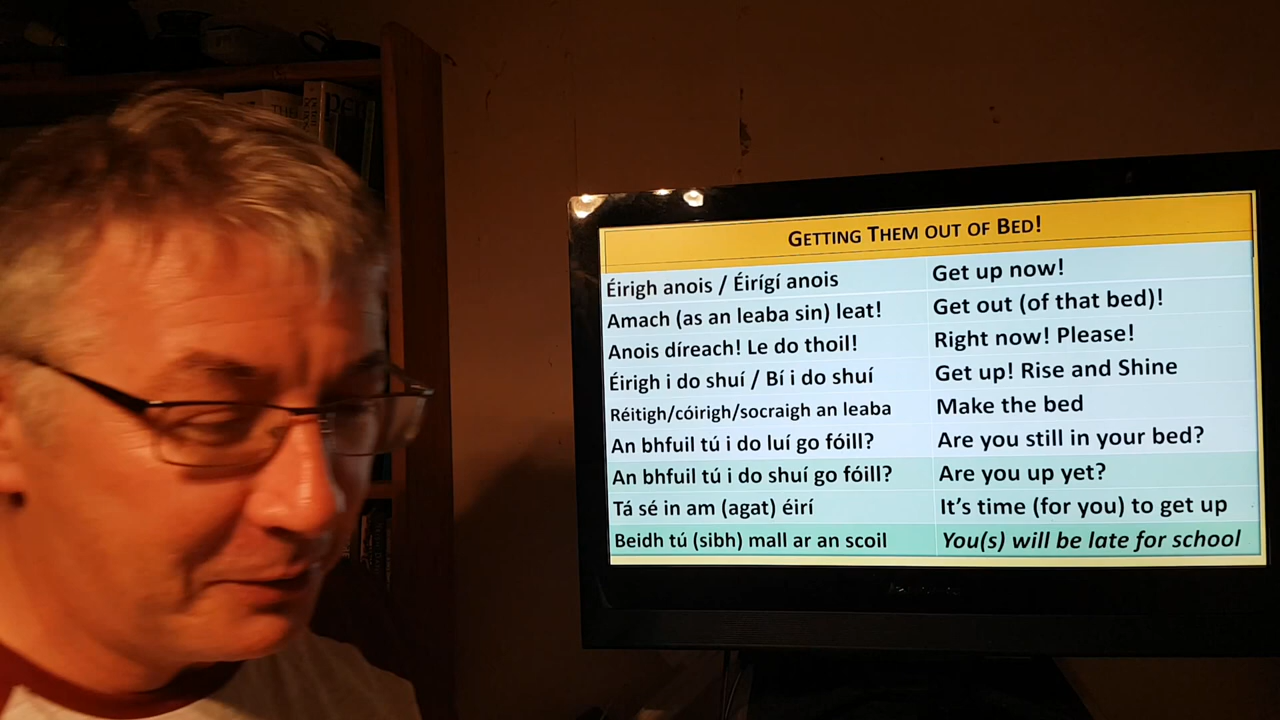 THE
PEN
GETTING THEM OUT OF BED!
Éirigh anois / Éirígí anois Get up now!
Amach (as an leaba sin) leat! Get out (of that bed)!
Anois díreach! Le do thoil! Right now! Please!
Éirigh i do shuí / Bí i do shuí Get up! Rise and Shine
Réitigh/cóirigh/socraigh an leaba Make the bed
An bhfuil tú i do luí go fóill? Are you still in your bed?
An bhfuil tú i do shuí go fóill? Are you up yet?
Tá sé in am (agat) éirí It's time (for you) to get up
Beidh tú (sibh) mall ar an scoil You(s) will be late for school